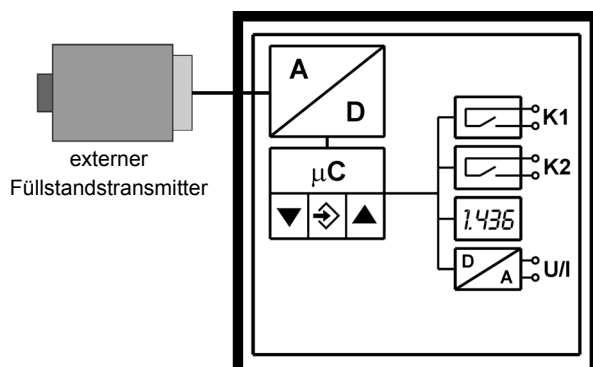 externer
Füllstandstransmitter
A
D
µC
K1
K2
1.436
D
A
U/I